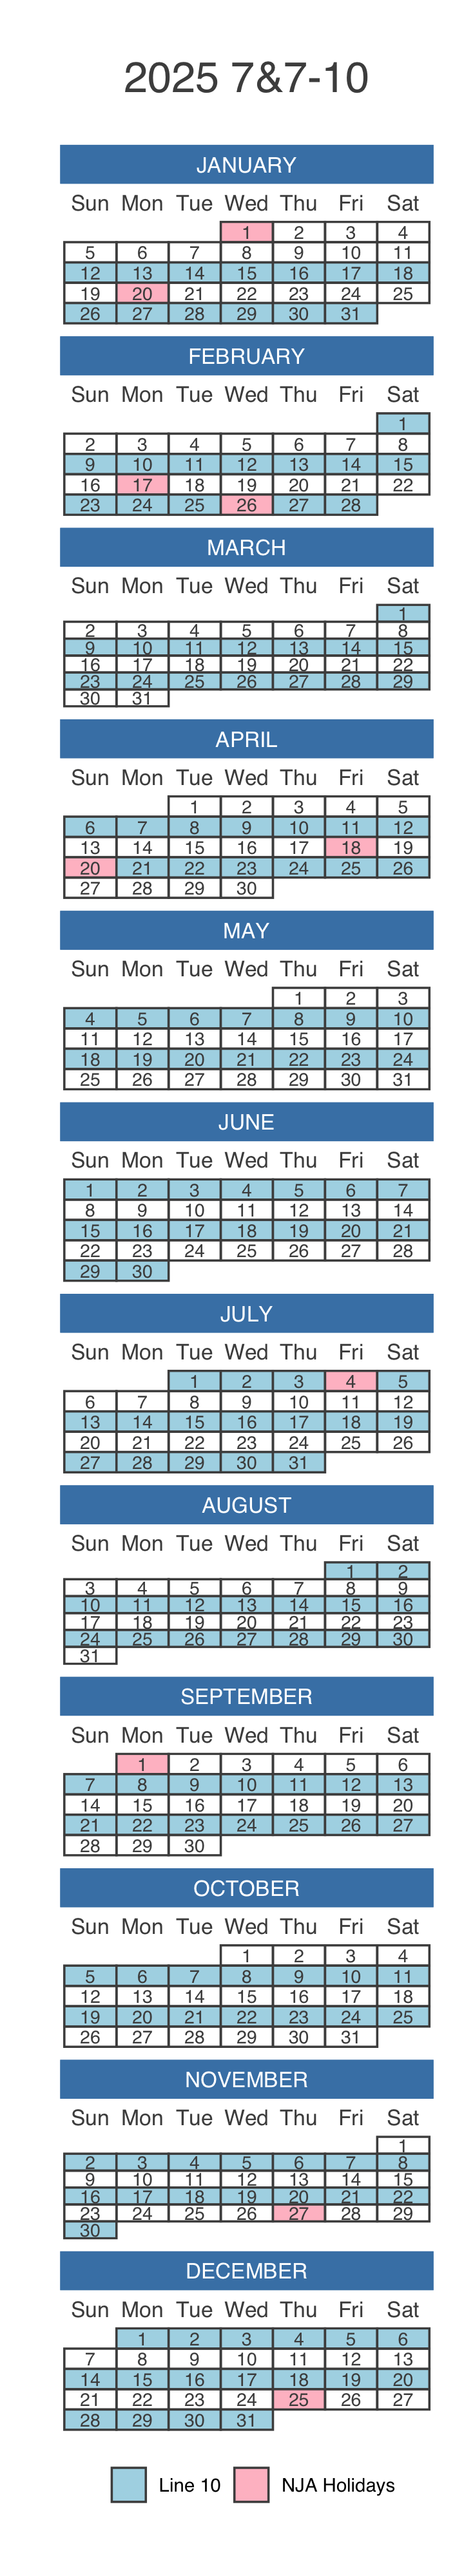 2025 7&7-10
JANUARY
Sun Mon Tue Wed Thu Fri Sat
1 2 3 4
5 6 7 8 9 10 11
12 13 14 15 16 17 18
19 20 21 22 23 24 25
26 27 28 29 30 31
FEBRUARY
Sun Mon Tue Wed Thu Fri Sat
1
2 3 4 5 6 7 8
9 10 11 12 13 14 15
16 17 18 19 20 21 22
23 24 25 26 27 28
MARCH
Sun Mon Tue Wed Thu Fri Sat
1
2 3 4 5 6 7 8
9 10 11 12 13 14 15
16 17 18 19 20 21 22
23 24 25 26 27 28 29
30 31
APRIL
Sun Mon Tue Wed Thu Fri Sat
1 2 3 4 5
6 7 8 9 10 11 12
13 14 15 16 17 18 19
20 21 22 23 24 25 26
27 28 29 30
MAY
Sun Mon Tue Wed Thu Fri Sat
1 2 3
4 5 6 7 8 9 10
11 12 13 14 15 16 17
18 19 20 21 22 23 24
25 26 27 28 29 30 31
JUNE
Sun Mon Tue Wed Thu Fri Sat
1 2 3 4 5 6 7
8 9 10 11 12 13 14
15 16 17 18 19 20 21
22 23 24 25 26 27 28
29 30
JULY
Sun Mon Tue Wed Thu Fri Sat
1 2 3 4 5
6 7 8 9 10 11 12
13 14 15 16 17 18 19
20 21 22 23 24 25 26
27 28 29 30 31
AUGUST
Sun Mon Tue Wed Thu Fri Sat
1 2
3 4 5 6 7 8 9
10 11 12 13 14 15 16
17 18 19 20 21 22 23
24 25 26 27 28 29 30
31
SEPTEMBER
Sun Mon Tue Wed Thu Fri Sat
1 2 3 4 5 6
7 8 9 10 11 12 13
14 15 16 17 18 19 20
21 22 23 24 25 26 27
28 29 30
OCTOBER
Sun Mon Tue Wed Thu Fri Sat
1 2 3 4
5 6 7 8 9 10 11
12 13 14 15 16 17 18
19 20 21 22 23 24 25
26 27 28 29 30 31
NOVEMBER
Sun Mon Tue Wed Thu Fri Sat
1
2 3 4 5 6 7 8
9 10 11 12 13 14 15
16 17 18 19 20 21 22
23 24 25 26 27 28 29
30
DECEMBER
Sun Mon Tue Wed Thu Fri Sat
1 2 3 4 5 6
7 8 9 10 11 12 13
14 15 16 17 18 19 20
21 22 23 24 25 26 27
28 29 30 31
Line 10 NJA Holidays